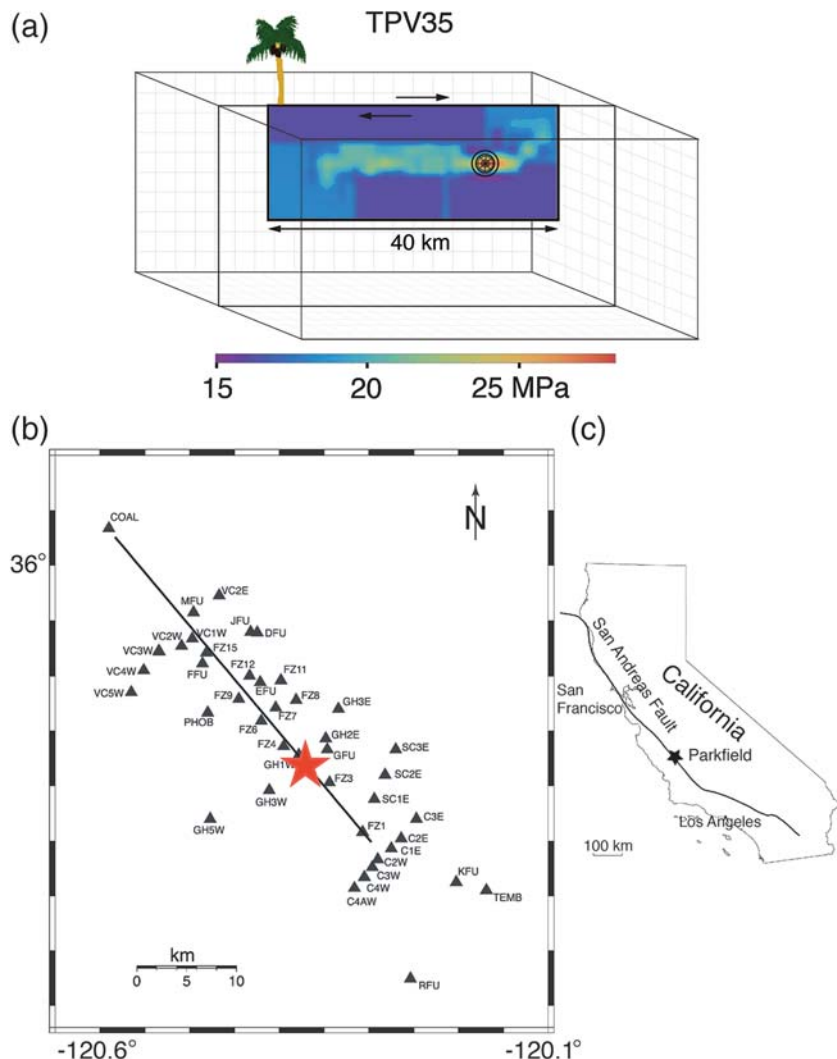 (a)
TPV35
40 km
15
20
25 MPa
(b)
(c)
N
36°
COAL
VC2E
MFU
JFU
DFU
VC2W
VC1W
VC3W
FZ15
VC4W
FFU
FZ12
FZ11
VC5W
EFU
FZ9
FZ8
GH3E
PHOB
FZ7
FZ6
GH2E
FZ4
GFU
SC3E
GH1W
FZ3
SC2E
GH3W
SC1E
GH5W
C3E
FZ1
C2E
C1E
C2W
C3W
C4W
KFU
C4AW
TEMB
km
0 5 10
RFU
-120.6°
-120.1°
San Andreas Fault
California
San
Francisco
Parkfield
Los Angeles
100 km